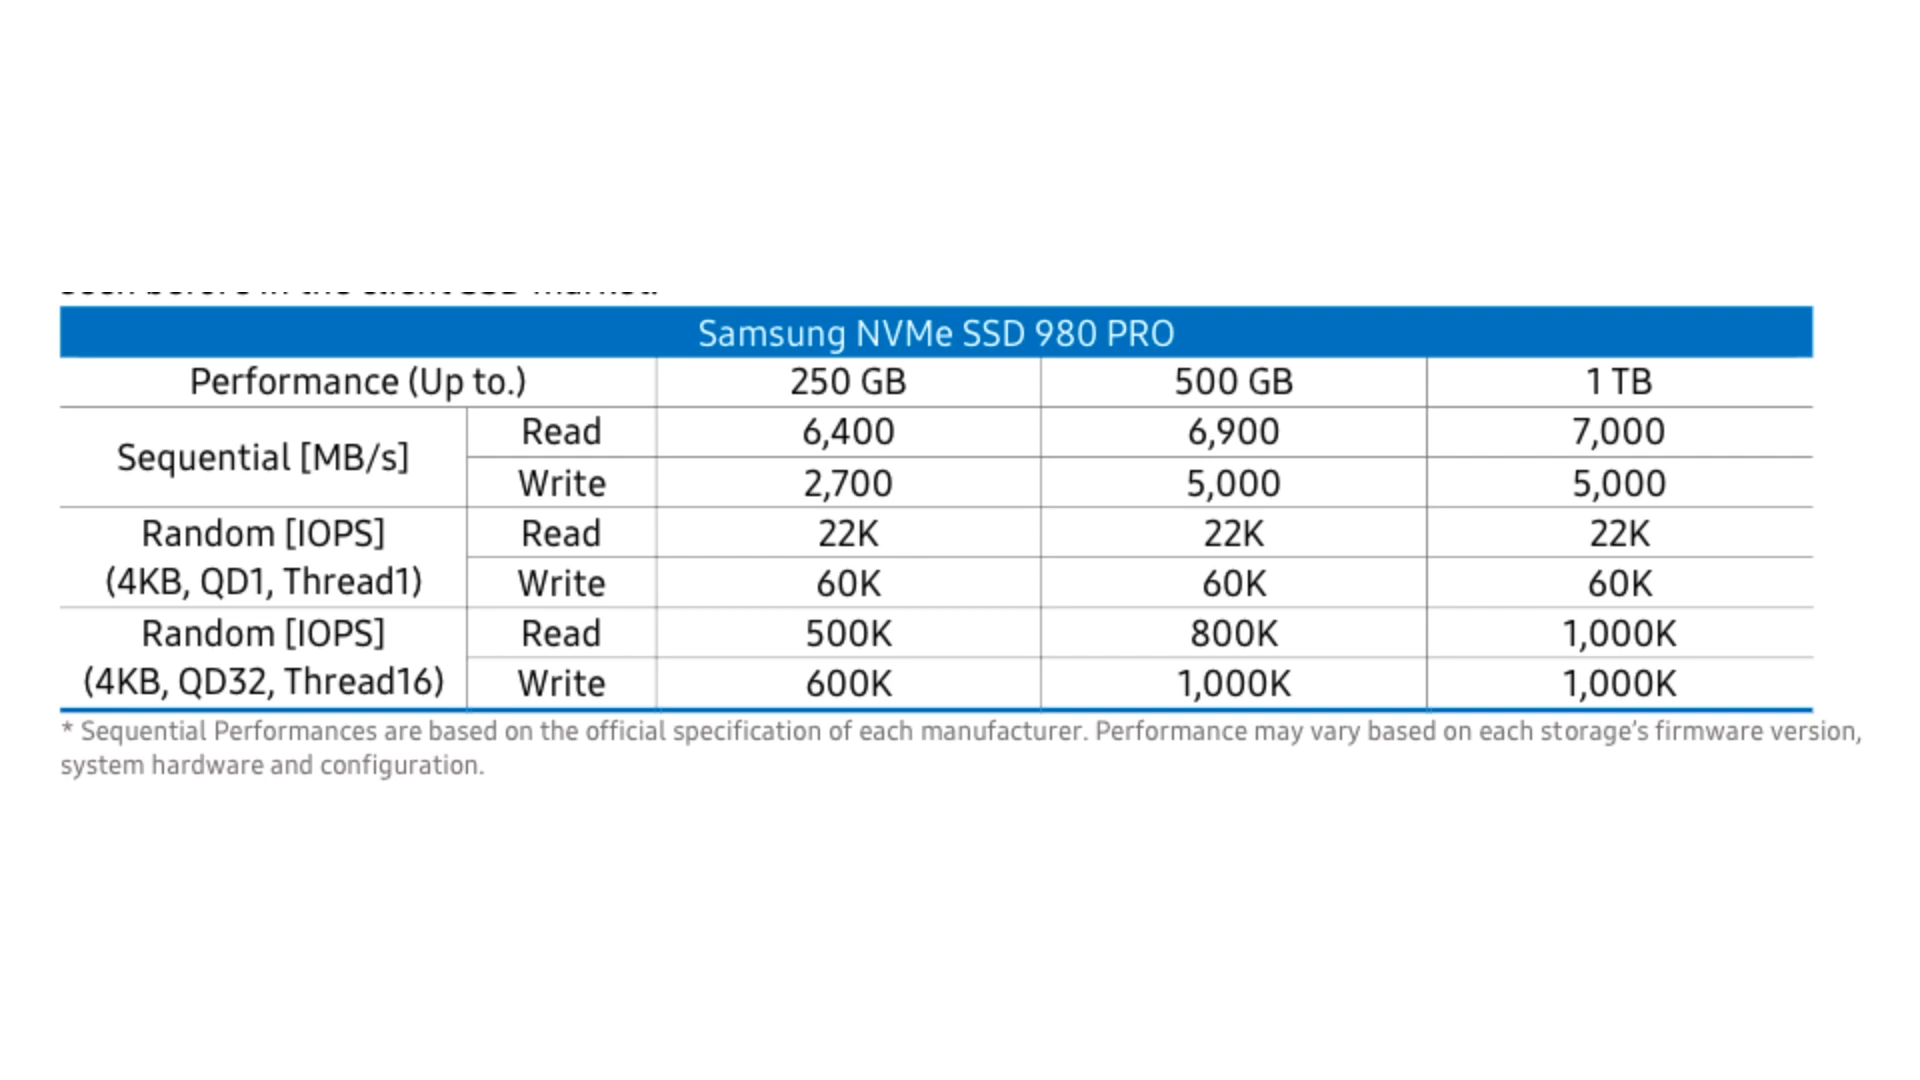 Samsung NVMe SSD 980 PRO
Performance (Up to.) 250 GB 500 GB 1 TB
Sequential [MB/s] Read 6,400 6,900 7,000
Write 2,700 5,000 5,000
Random [IOPS] Read 22K 22K 22K
(4KB, QD1, Thread1) Write 60K 60K 60K
Random [IOPS] Read 500K 800K 1,000K
(4KB, QD32, Thread16) Write 600K 1,000K 1,000K
* Sequential Performances are based on the official specification of each manufacturer. Performance may vary based on each storage’s firmware version,
system hardware and configuration.